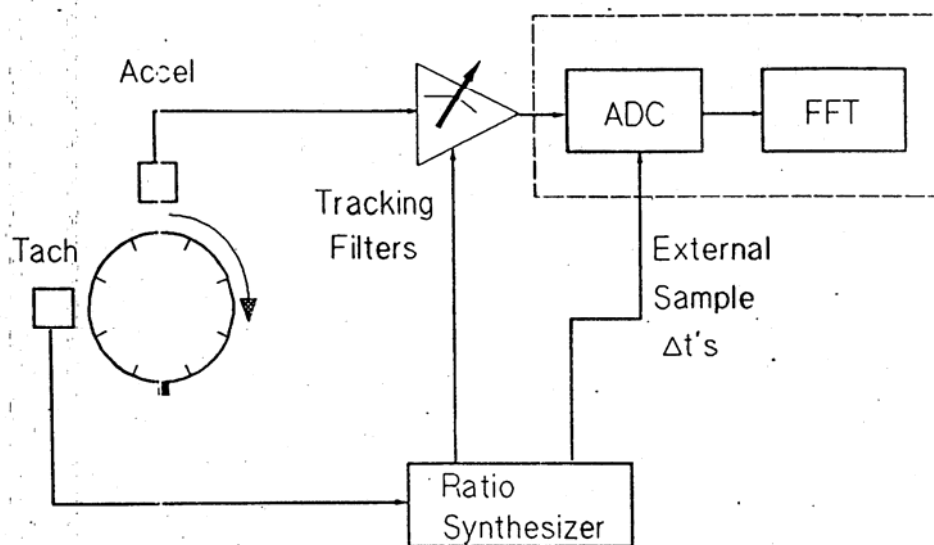 Accel
ADC
FFT
Tracking
Filters
Tach
External
Sample
Δt's
Ratio
Synthesizer